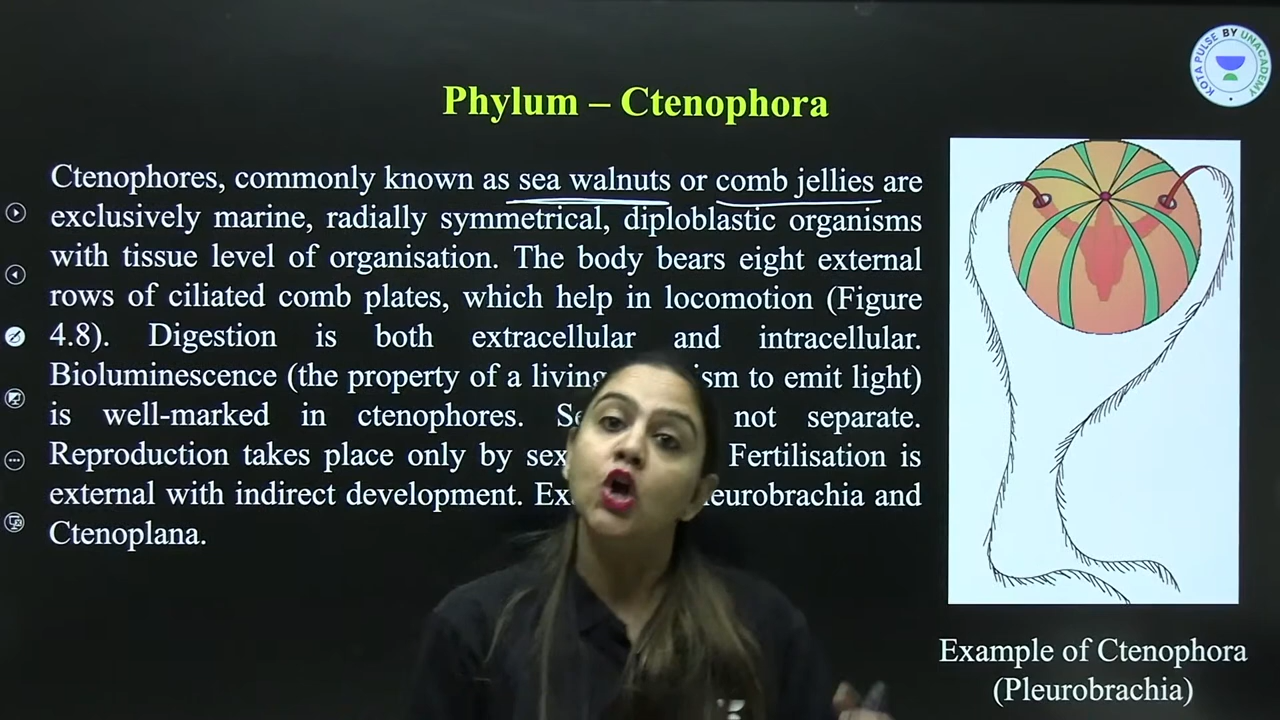 KOTA PULSE BY UNACADEMY
Phylum – Ctenophora
Ctenophores, commonly known as sea walnuts or comb jellies are
exclusively marine, radially symmetrical, diploblastic organisms
with tissue level of organisation. The body bears eight external
rows of ciliated comb plates, which help in locomotion (Figure
4.8). Digestion is both extracellular and intracellular.
Bioluminescence (the property of a living to emit light)
is well-marked in ctenophores. not separate.
Reproduction takes place only by Fertilisation is
external with indirect development. and
Ctenoplana.
Example of Ctenophora
(Pleurobrachia)